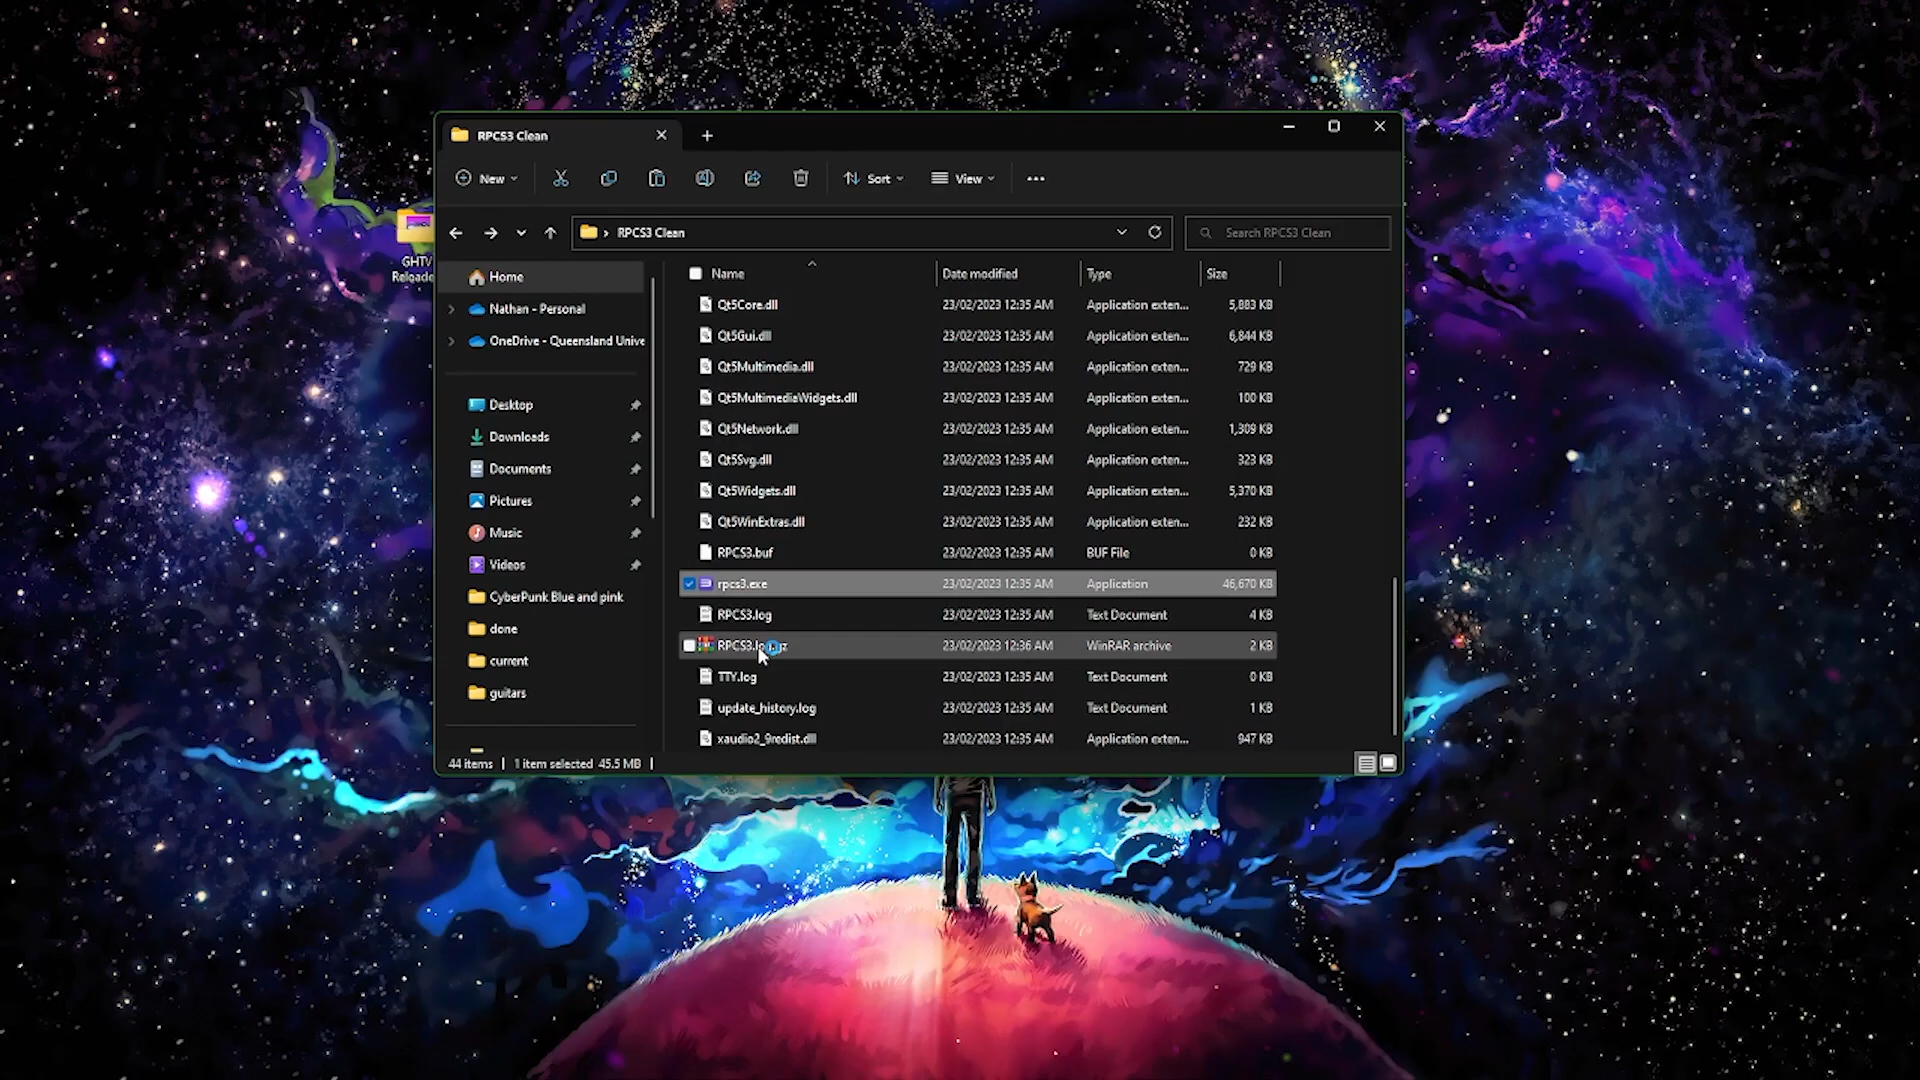 RPCS3 Clean
New
Sort
View
RPCS3 Clean
Search RPCS3 Clean
GHTV
Reloade
Home
Nathan - Personal
OneDrive - Queensland Unive
Desktop
Downloads
Documents
Pictures
Music
Videos
CyberPunk Blue and pink
done
current
guitars
Name Date modified Type Size
Qt5Core.dll 23/02/2023 12:35 AM Application exten... 5,883 KB
Qt5Gui.dll 23/02/2023 12:35 AM Application exten... 6,844 KB
Qt5Multimedia.dll 23/02/2023 12:35 AM Application exten... 729 KB
Qt5MultimediaWidgets.dll 23/02/2023 12:35 AM Application exten... 100 KB
Qt5Network.dll 23/02/2023 12:35 AM Application exten... 1,309 KB
Qt5Svg.dll 23/02/2023 12:35 AM Application exten... 323 KB
Qt5Widgets.dll 23/02/2023 12:35 AM Application exten... 5,370 KB
Qt5WinExtras.dll 23/02/2023 12:35 AM Application exten... 232 KB
RPCS3.buf 23/02/2023 12:35 AM BUF File 0 KB
rpcs3.exe 23/02/2023 12:35 AM Application 46,670 KB
RPCS3.log 23/02/2023 12:35 AM Text Document 4 KB
23/02/2023 12:36 AM WinRAR archive 2 KB
TTY.log 23/02/2023 12:35 AM Text Document 0 KB
update_history.log 23/02/2023 12:35 AM Text Document 1 KB
xaudio2_9redist.dll 23/02/2023 12:35 AM Application exten... 947 KB
44 items 1 item selected 45.5 MB